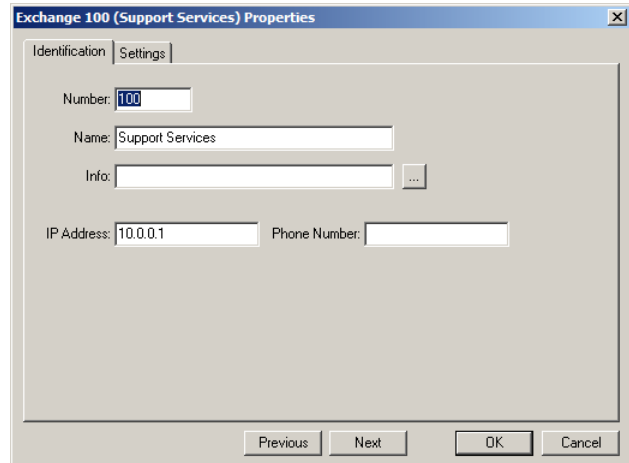 Exchange 100 (Support Services) Properties
Identification Settings
Number: 100
Name: Support Services
Info: ...
IP Address: 10.0.0.1 Phone Number:
Previous Next OK Cancel